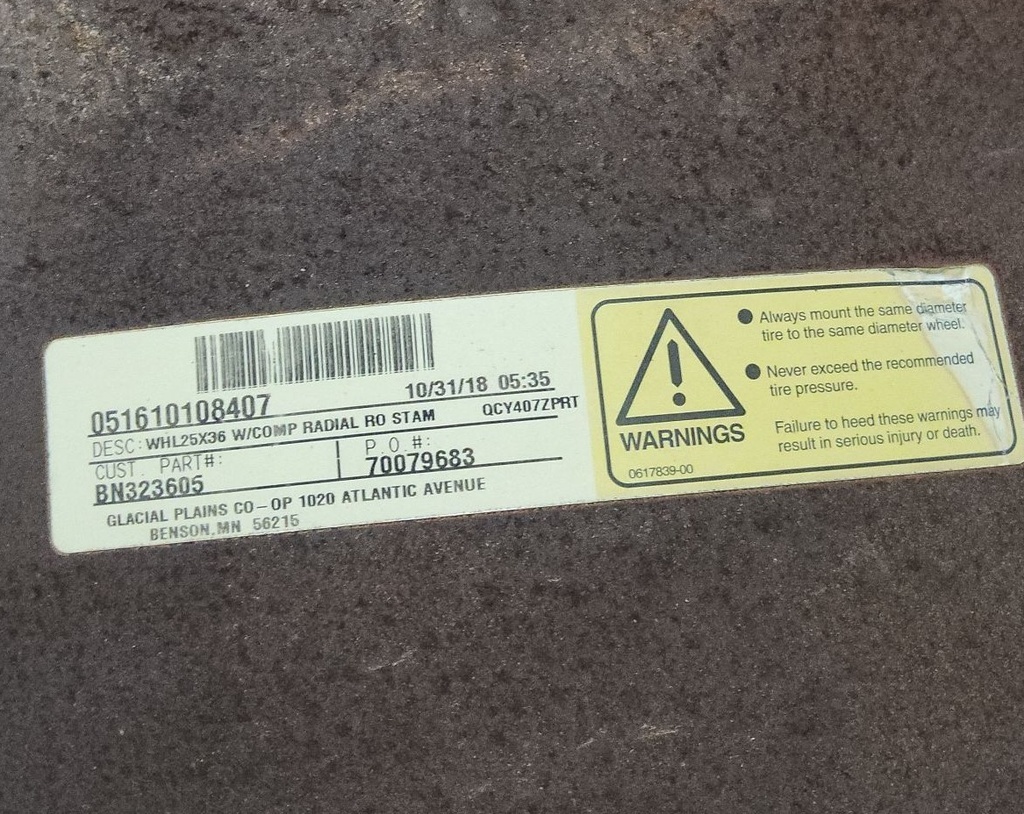 051610108407 10/31/18 05:35
DESC: WHL25X36 W/COMP RADIAL RO STAM QCY407ZPRT
CUST. PART#: P.O.#:
BN323605 70079683
GLACIAL PLAINS CO-OP 1020 ATLANTIC AVENUE
BENSON,MN 56215
WARNINGS
0617839-00
● Always mount the same diameter
tire to the same diameter wheel.
● Never exceed the recommended
tire pressure.
Failure to heed these warnings may
result in serious injury or death.